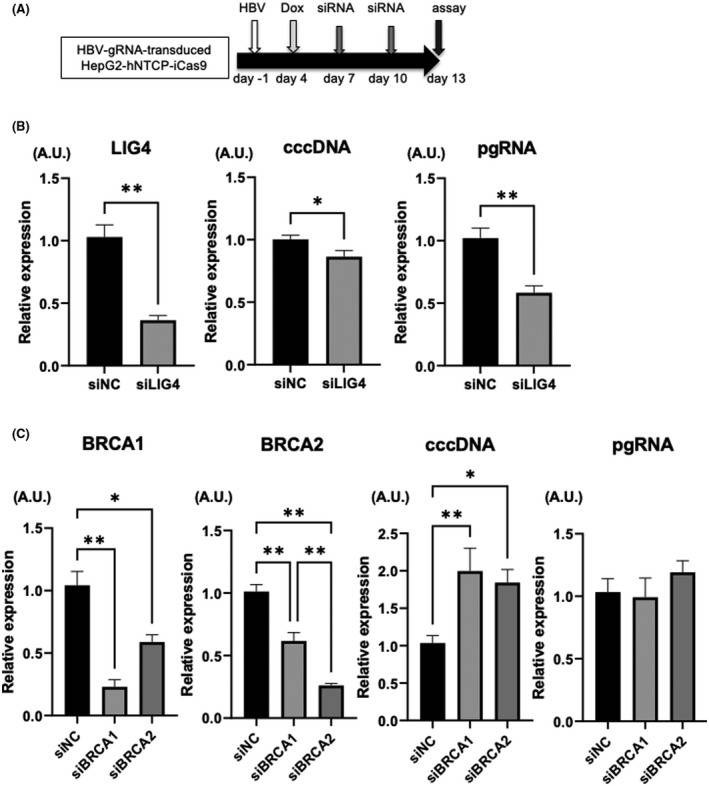 (A)
HBV Dox siRNA siRNA assay
HBV-gRNA-transduced
HepG2-hNTCP-iCas9
day -1 day 4 day 7 day 10 day 13
(B)
LIG4 cccDNA pgRNA
(A.U.) (A.U.) (A.U.)
Relative expression
1.5
1.0
0.5
0.0
**
siNC siLIG4
Relative expression
1.5
1.0
0.5
0.0
*
siNC siLIG4
Relative expression
1.5
1.0
0.5
0.0
**
siNC siLIG4
(C)
BRCA1 BRCA2 cccDNA pgRNA
(A.U.) (A.U.) (A.U.) (A.U.)
Relative expression
1.5
1.0
0.5
0.0
*
**
siNC siBRCA1 siBRCA2
Relative expression
1.5
1.0
0.5
0.0
**
** **
siNC siBRCA1 siBRCA2
Relative expression
2.5
2.0
1.5
1.0
0.5
0.0
*
**
siNC siBRCA1 siBRCA2
Relative expression
1.5
1.0
0.5
0.0
siNC siBRCA1 siBRCA2